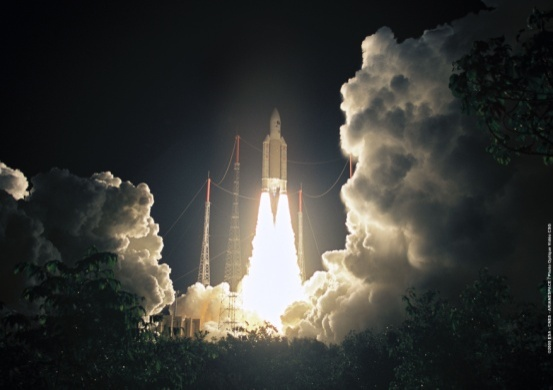 ESA - CNES - ARIANESPACE / Photo Optique Vidéo CSG